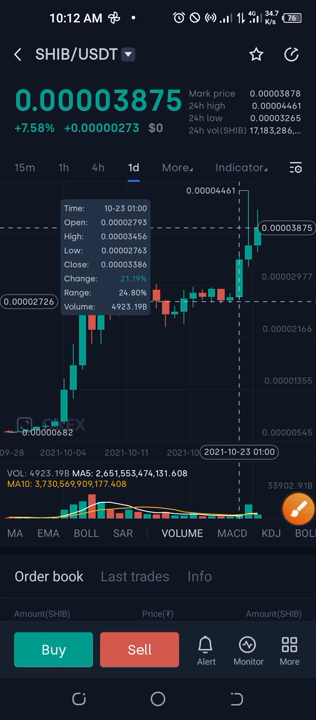 10:12 AM
34.7 K/s
4G
76
SHIB/USDT
0.00003875
+7.58% +0.00000273 $0
Mark price 0.00003878
24h high 0.00004461
24h low 0.00003265
24h vol(SHIB) 17,183,286,...
15m 1h 4h 1d More Indicator
0.00004461
Time: 10-23 01:00
Open: 0.00002793
High: 0.00003456
Low: 0.00002763
Close: 0.00003386
Change: 21.19%
Range: 24.80%
Volume: 4923.19B
0.00003875
0.00002977
0.00002726
0.00002166
0.00001355
0.00000682
0.00000545
09-28 2021-10-04 2021-10-11 2021-10-23 01:00
VOL: 4923.19B MA5: 2,651,553,474,131.608
MA10: 3,730,569,909,177.408
33902.91B
MA EMA BOLL SAR VOLUME MACD KDJ BOLL
Order book Last trades Info
Amount(SHIB) Price(₮) Amount(SHIB)
Buy Sell Alert Monitor More